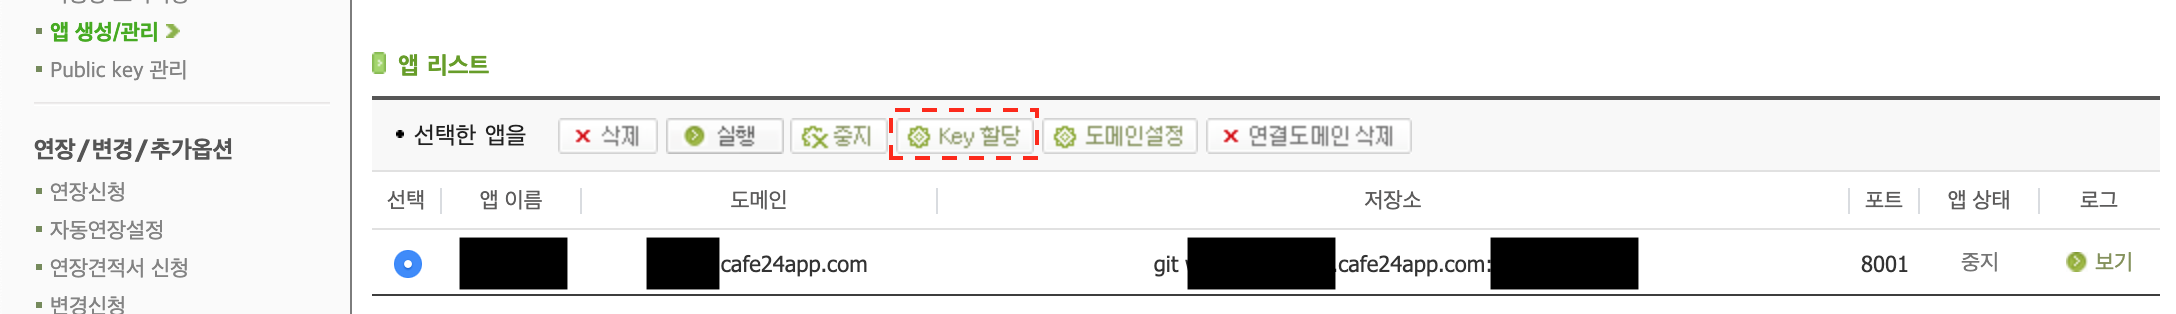 앱 생성/관리
Public key 관리
연장/변경/추가옵션
연장신청
자동연장설정
연장견적서 신청
변경신청
앱 리스트
• 선택한 앱을 삭제 실행 중지 Key 할당 도메인설정 연결도메인 삭제
선택 앱 이름 도메인 저장소 포트 앱 상태 로그
cafe24app.com git .cafe24app.com: 8001 중지 보기